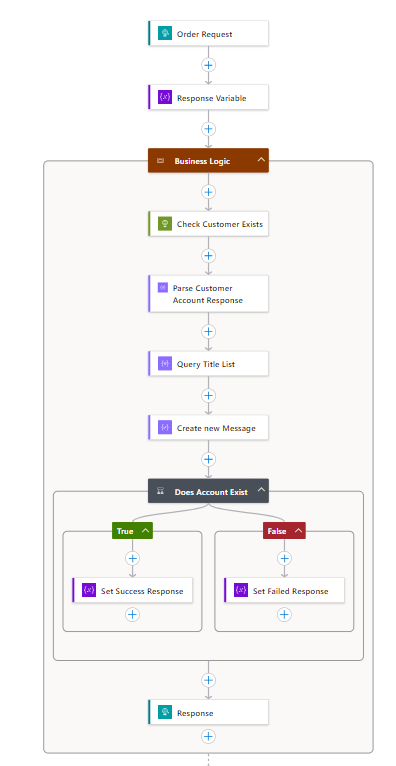 Order Request
Response Variable
Business Logic
Check Customer Exists
Parse Customer
Account Response
Query Title List
Create new Message
Does Account Exist
True
False
Set Success Response
Set Failed Response
Response